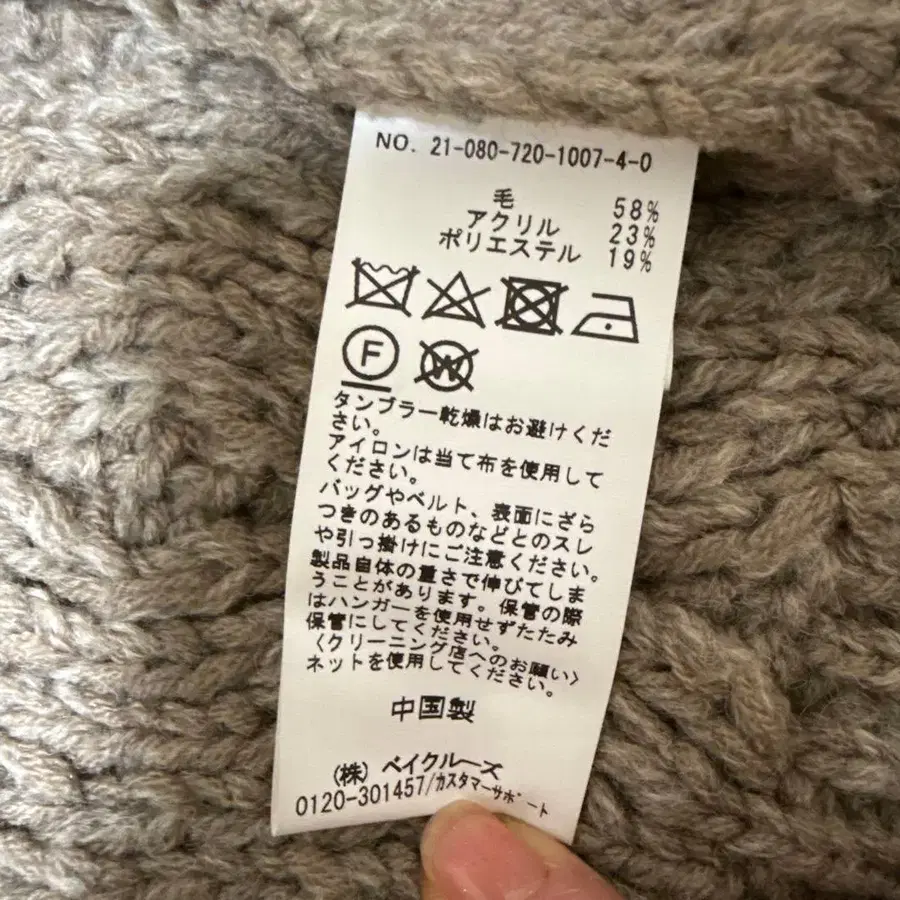 NO. 21-080-720-1007-4-0
毛 58%
アクリル 23%
ポリエステル 19%
F
W
タンブラー乾燥はお避けくだ
さい。
アイロンは当て布を使用して
ください。
バッグやベルト、表面にざら
つきのあるものなどとのスレ
や引っ掛けにご注意ください。
製品自体の重さで伸びてしま
うことがあります。保管の際
はハンガーを使用せずたたみ
保管にしてください。
〈クリーニング店へのお願い〉
ネットを使用してください。
中国製
(株) ベイクルーズ
0120-301457/カスタマーサポート